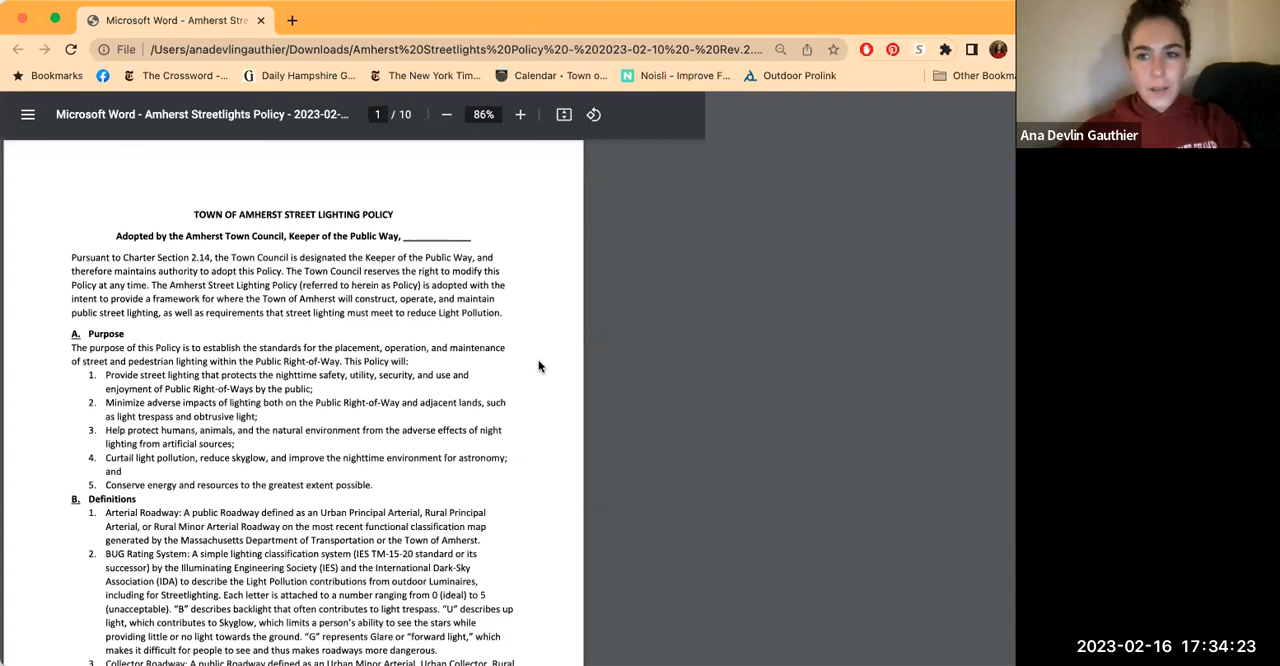 Microsoft Word - Amherst Stre
File
/Users/anadevlingauthier/Downloads/Amherst%20Streetlights%20Policy%20-%202023-02-10%20-%20Rev.2....
Bookmarks
The Crossword -...
Daily Hampshire G...
The New York Tim...
Calendar - Town o...
Noisli - Improve F...
Outdoor Prolink
Other Bookm
Ana Devlin Gauthier
Microsoft Word - Amherst Streetlights Policy - 2023-02-...
1 / 10
86%
TOWN OF AMHERST STREET LIGHTING POLICY
Adopted by the Amherst Town Council, Keeper of the Public Way, ____________
Pursuant to Charter Section 2.14, the Town Council is designated the Keeper of the Public Way, and
therefore maintains authority to adopt this Policy. The Town Council reserves the right to modify this
Policy at any time. The Amherst Street Lighting Policy (referred to herein as Policy) is adopted with the
intent to provide a framework for where the Town of Amherst will construct, operate, and maintain
public street lighting, as well as requirements that street lighting must meet to reduce Light Pollution.
A. Purpose
The purpose of this Policy is to establish the standards for the placement, operation, and maintenance
of street and pedestrian lighting within the Public Right-of-Way. This Policy will:
1. Provide street lighting that protects the nighttime safety, utility, security, and use and
enjoyment of Public Right-of-Ways by the public;
2. Minimize adverse impacts of lighting both on the Public Right-of-Way and adjacent lands, such
as light trespass and obtrusive light;
3. Help protect humans, animals, and the natural environment from the adverse effects of night
lighting from artificial sources;
4. Curtail light pollution, reduce skyglow, and improve the nighttime environment for astronomy;
and
5. Conserve energy and resources to the greatest extent possible.
B. Definitions
1. Arterial Roadway: A public Roadway defined as an Urban Principal Arterial, Rural Principal
Arterial, or Rural Minor Arterial Roadway on the most recent functional classification map
generated by the Massachusetts Department of Transportation or the Town of Amherst.
2. BUG Rating System: A simple lighting classification system (IES TM-15-20 standard or its
successor) by the Illuminating Engineering Society (IES) and the International Dark-Sky
Association (IDA) to describe the Light Pollution contributions from outdoor Luminaires,
including for Streetlighting. Each letter is attached to a number ranging from 0 (ideal) to 5
(unacceptable). “B” describes backlight that often contributes to light trespass. “U” describes up
light, which contributes to Skyglow, which limits a person’s ability to see the stars while
providing little or no light towards the ground. “G” represents Glare or “forward light,” which
makes it difficult for people to see and thus makes roadways more dangerous.
3. Collector Roadway: A public Roadway defined as an Urban Minor Arterial, Urban Collector, Rural
2023-02-16 17:34:23